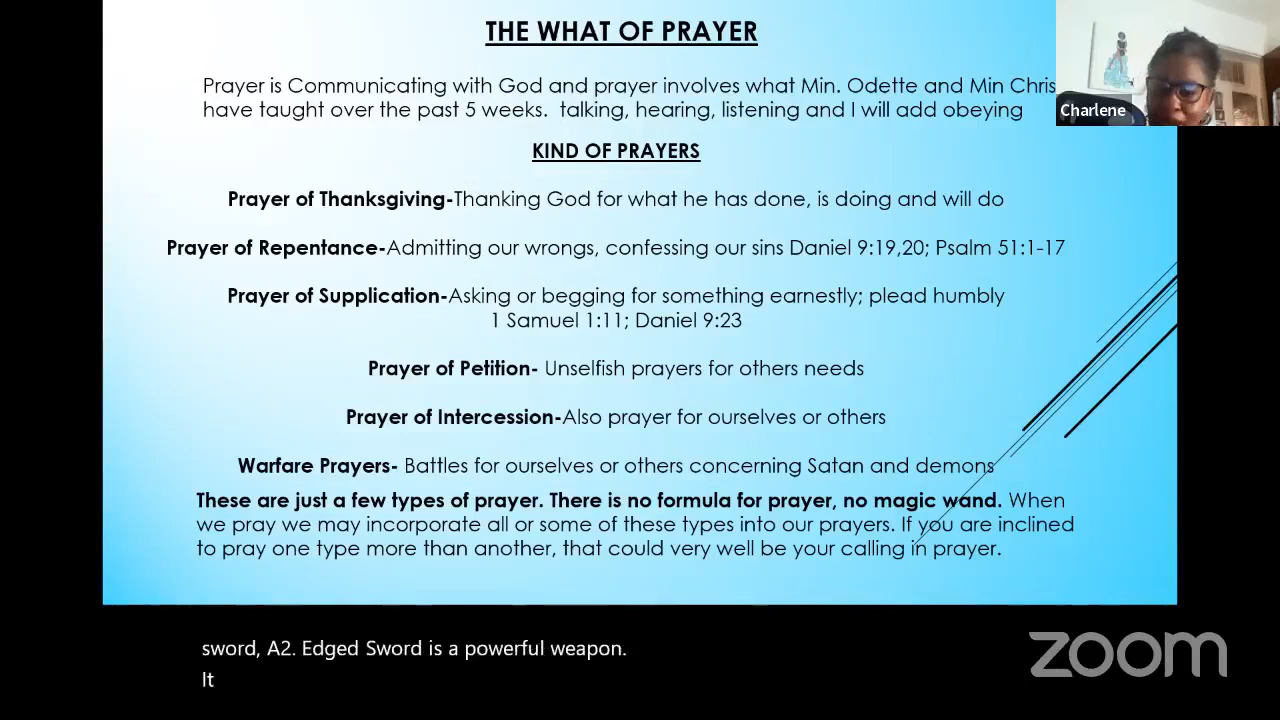 THE WHAT OF PRAYER
Prayer is Communicating with God and prayer involves what Min. Odette and Min Chris
have taught over the past 5 weeks. talking, hearing, listening and I will add obeying
Charlene
KIND OF PRAYERS
Prayer of Thanksgiving-Thanking God for what he has done, is doing and will do
Prayer of Repentance-Admitting our wrongs, confessing our sins Daniel 9:19,20; Psalm 51:1-17
Prayer of Supplication-Asking or begging for something earnestly; plead humbly
1 Samuel 1:11; Daniel 9:23
Prayer of Petition- Unselfish prayers for others needs
Prayer of Intercession-Also prayer for ourselves or others
Warfare Prayers- Battles for ourselves or others concerning Satan and demons
These are just a few types of prayer. There is no formula for prayer, no magic wand. When
we pray we may incorporate all or some of these types into our prayers. If you are inclined
to pray one type more than another, that could very well be your calling in prayer.
sword, A2. Edged Sword is a powerful weapon.
It
zoom